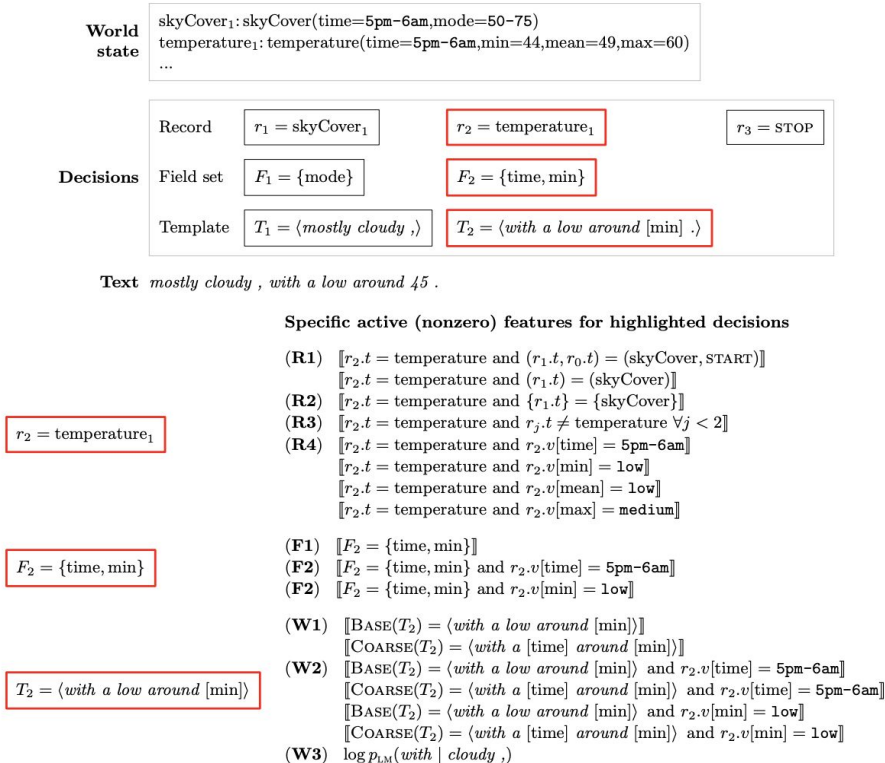 World state
skyCover₁: skyCover(time=5pm-6am,mode=50-75)
temperature₁: temperature(time=5pm-6am,min=44,mean=49,max=60)
...
Decisions
Record r₁ = skyCover₁ r₂ = temperature₁ r₃ = STOP
Field set F₁ = {mode} F₂ = {time, min}
Template T₁ = ⟨mostly cloudy ,⟩ T₂ = ⟨with a low around [min] .⟩
Text mostly cloudy , with a low around 45 .
Specific active (nonzero) features for highlighted decisions
r₂ = temperature₁
(R1) ⟦r₂.t = temperature and (r₁.t, r₀.t) = (skyCover, START)⟧
⟦r₂.t = temperature and (r₁.t) = (skyCover)⟧
(R2) ⟦r₂.t = temperature and {r₁.t} = {skyCover}⟧
(R3) ⟦r₂.t = temperature and rⱼ.t ≠ temperature ∀j < 2⟧
(R4) ⟦r₂.t = temperature and r₂.v[time] = 5pm-6am⟧
⟦r₂.t = temperature and r₂.v[min] = low⟧
⟦r₂.t = temperature and r₂.v[mean] = low⟧
⟦r₂.t = temperature and r₂.v[max] = medium⟧
F₂ = {time, min}
(F1) ⟦F₂ = {time, min}⟧
(F2) ⟦F₂ = {time, min} and r₂.v[time] = 5pm-6am⟧
(F2) ⟦F₂ = {time, min} and r₂.v[min] = low⟧
T₂ = ⟨with a low around [min]⟩
(W1) ⟦BASE(T₂) = ⟨with a low around [min]⟩⟧
⟦COARSE(T₂) = ⟨with a [time] around [min]⟩⟧
(W2) ⟦BASE(T₂) = ⟨with a low around [min]⟩ and r₂.v[time] = 5pm-6am⟧
⟦COARSE(T₂) = ⟨with a [time] around [min]⟩ and r₂.v[time] = 5pm-6am⟧
⟦BASE(T₂) = ⟨with a low around [min]⟩ and r₂.v[min] = low⟧
⟦COARSE(T₂) = ⟨with a [time] around [min]⟩ and r₂.v[min] = low⟧
(W3) log p_LM(with | cloudy ,)